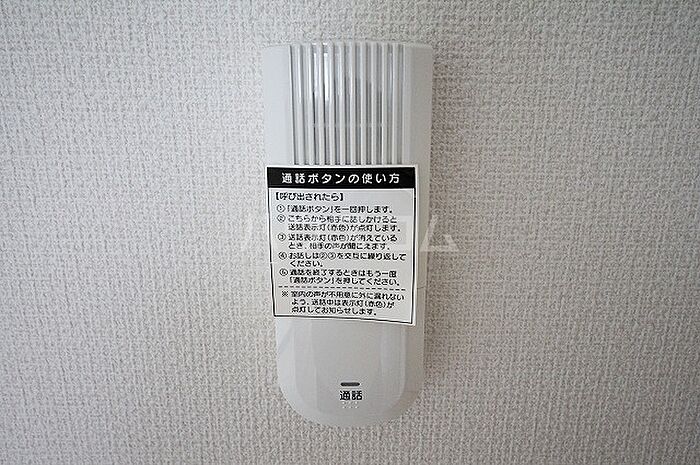 通話ボタンの使い方
【呼び出されたら】
①「通話ボタン」を一回押します。
②こちらから相手に話しかけると
送話表示灯(赤色)が点灯します。
③送話表示灯(赤色)が消えている
とき、相手の声が聞こえます。
④お話しは②③を交互に繰り返して
ください。
⑤通話を終了するときはもう一度
「通話ボタン」を押してください。
※室内の声が不用意に外に漏れない
よう、送話中は表示灯(赤色)が
点灯してお知らせします。
通話